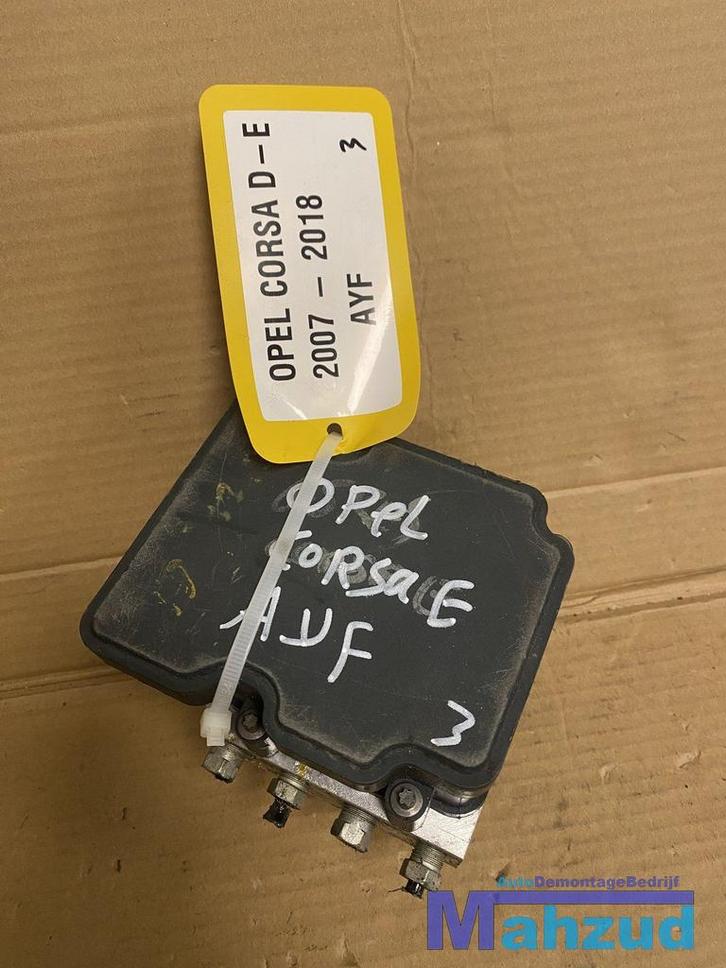 OPEL CORSA D – E
2007 – 2018
AYF
3
OPEL
CORSA E
AYF
3
AutoDemontageBedrijf
Mahzud